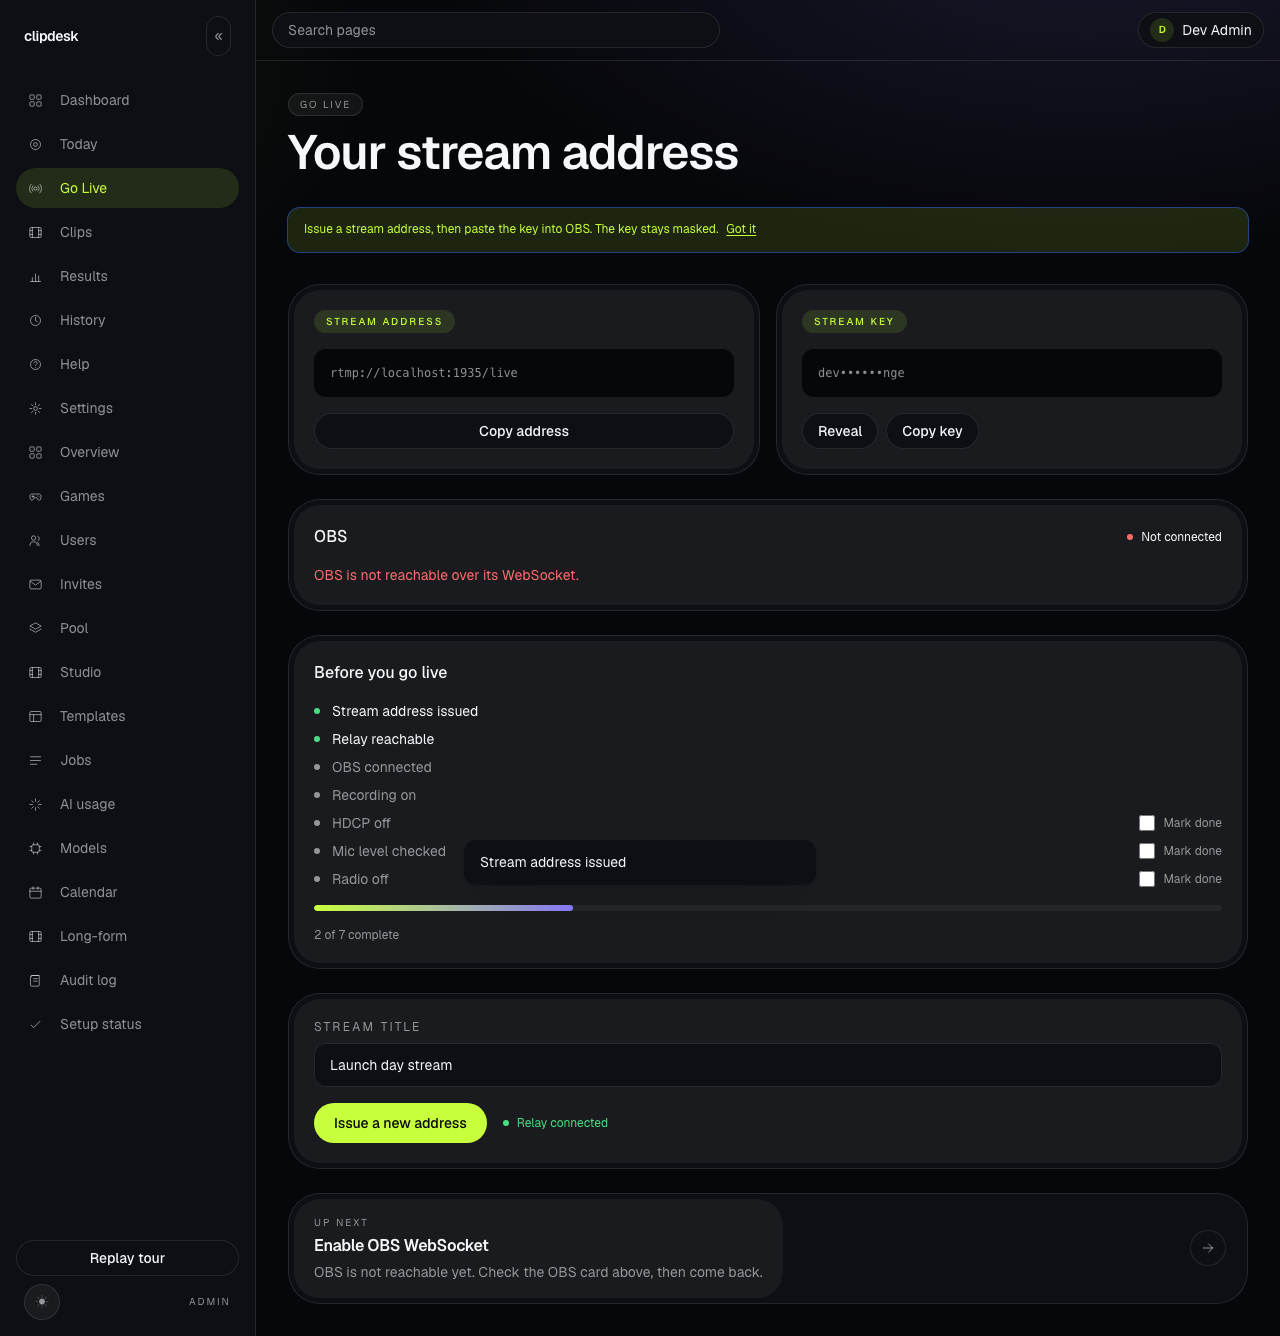 clipdesk
«
Search pages
D
Dev Admin
Dashboard
Today
Go Live
Clips
Results
History
Help
Settings
Overview
Games
Users
Invites
Pool
Studio
Templates
Jobs
AI usage
Models
Calendar
Long-form
Audit log
Setup status
Replay tour
ADMIN
GO LIVE
Your stream address
Issue a stream address, then paste the key into OBS. The key stays masked. Got it
STREAM ADDRESS
rtmp://localhost:1935/live
Copy address
STREAM KEY
dev••••••nge
Reveal
Copy key
OBS
Not connected
OBS is not reachable over its WebSocket.
Before you go live
Stream address issued
Relay reachable
OBS connected
Recording on
HDCP off
Mark done
Mic level checked
Mark done
Stream address issued
Radio off
Mark done
2 of 7 complete
STREAM TITLE
Launch day stream
Issue a new address
Relay connected
UP NEXT
Enable OBS WebSocket
OBS is not reachable yet. Check the OBS card above, then come back.